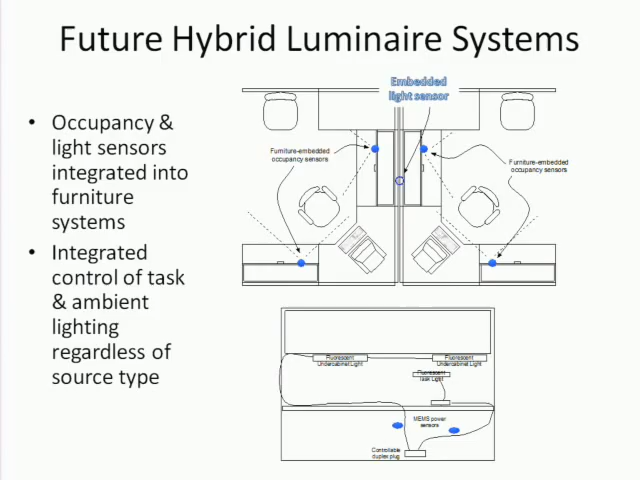 Future Hybrid Luminaire Systems
• Occupancy &
light sensors
integrated into
furniture
systems
• Integrated
control of task
& ambient
lighting
regardless of
source type
Embedded
light sensor
Furniture-embedded
occupancy sensors
Furniture-embedded
occupancy sensors
Fluorescent
Undercabinet Light
Fluorescent
Undercabinet Light
Fluorescent
Task Light
MEMS power
sensors
Controllable
duplex plug